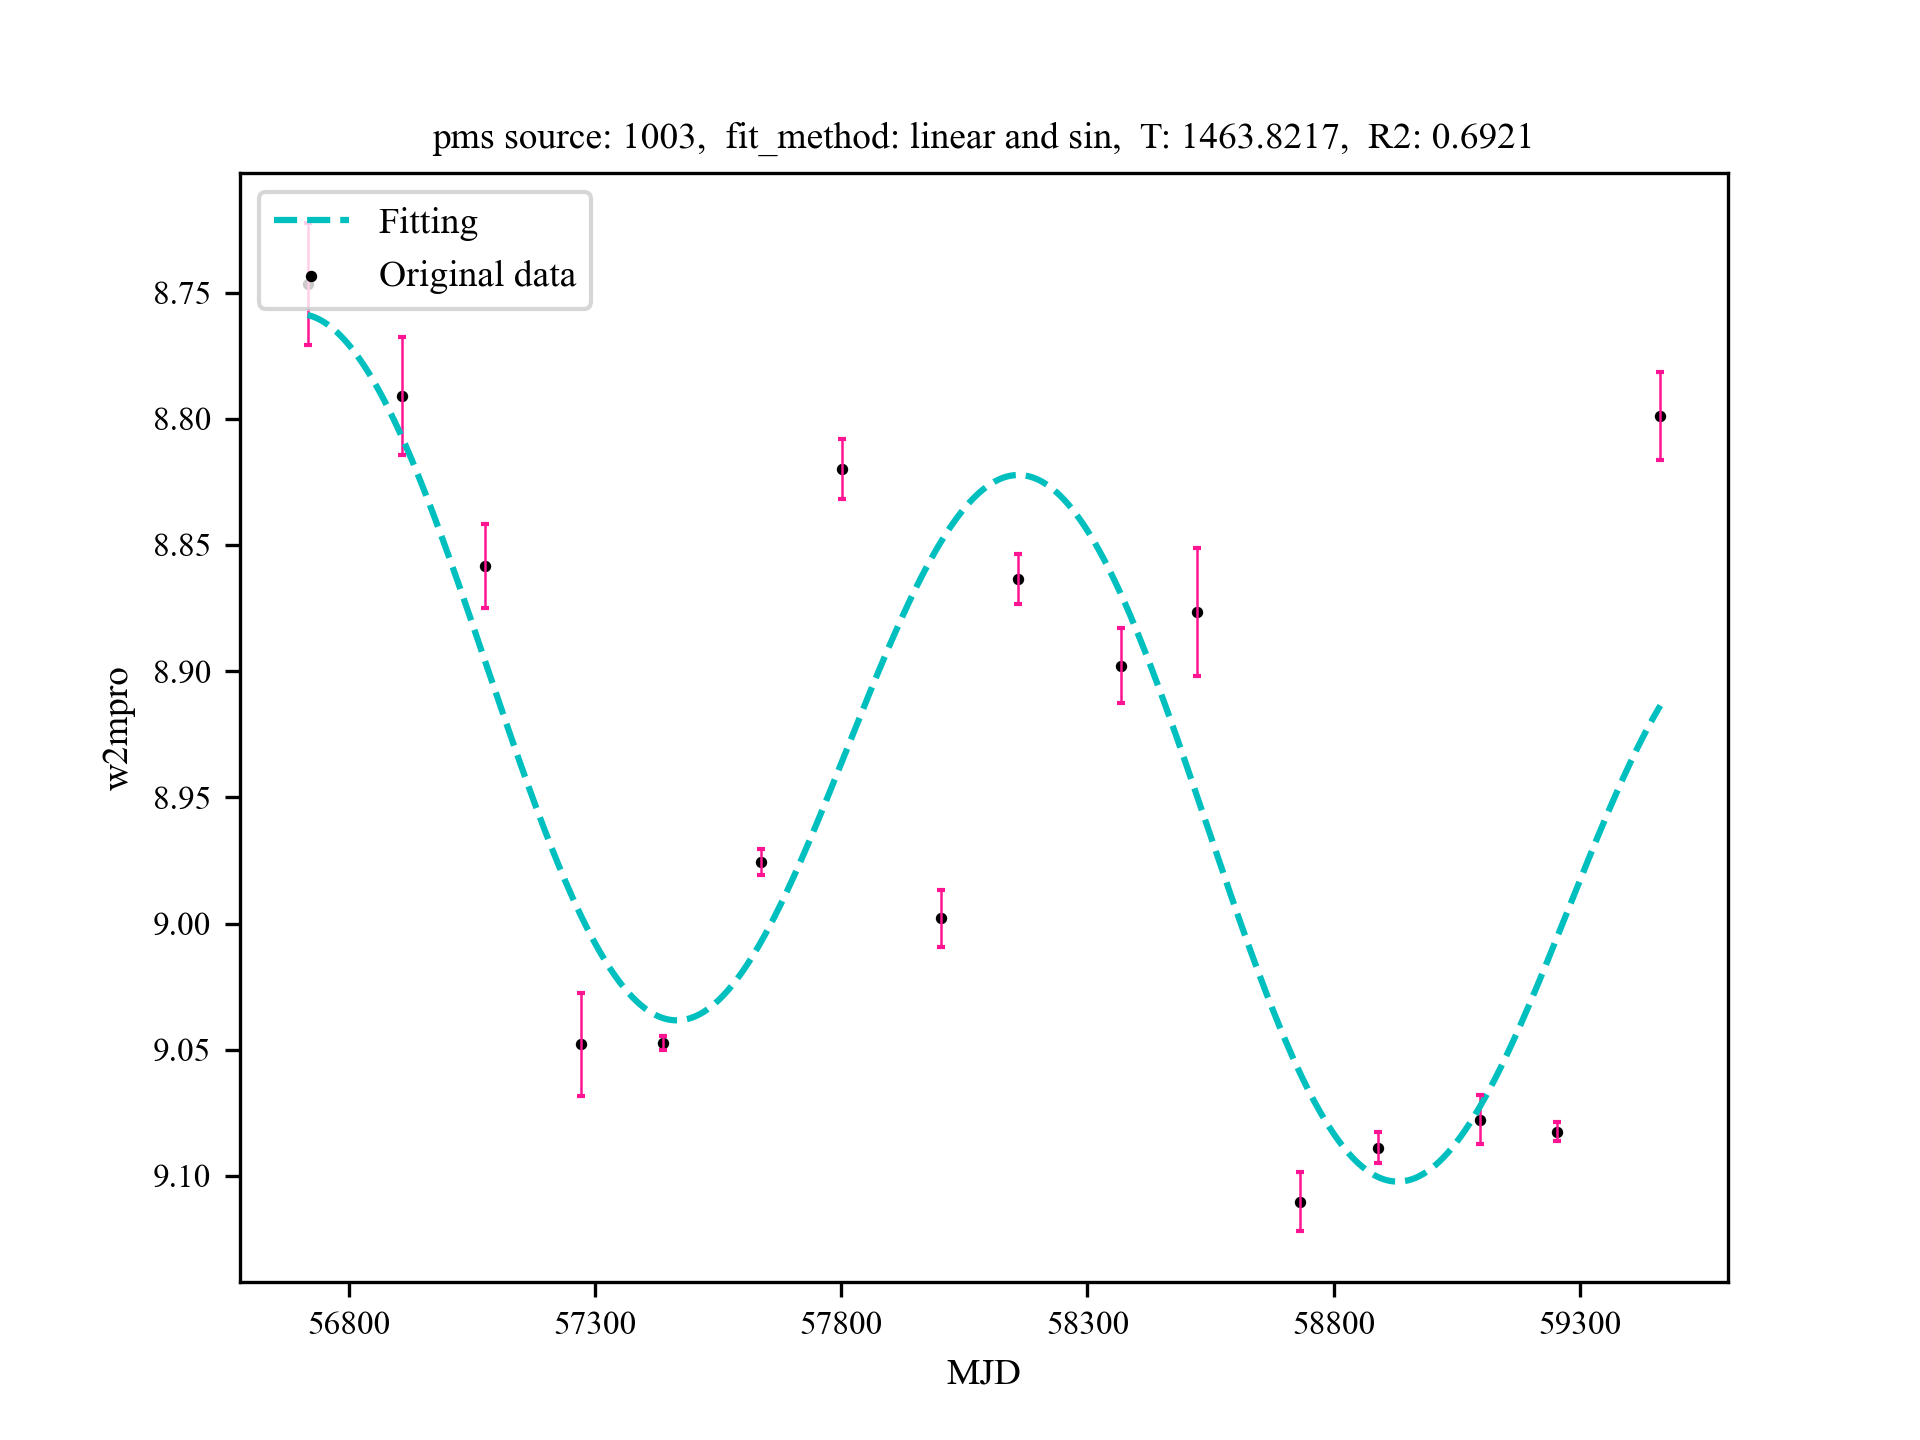 pms source: 1003, fit_method: linear and sin, T: 1463.8217, R2: 0.6921
Fitting
Original data
8.75
8.80
8.85
8.90
8.95
9.00
9.05
9.10
w2mpro
56800 57300 57800 58300 58800 59300
MJD